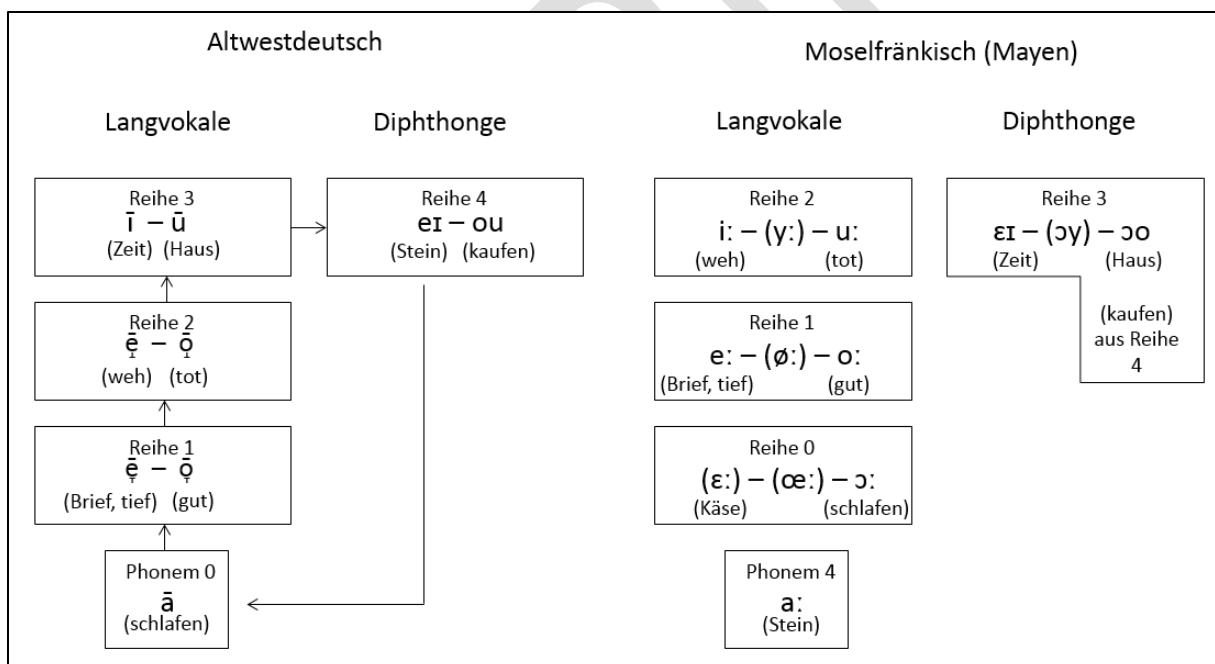 Altwestdeutsch
Langvokale
Diphthonge
Reihe 3
ī – ū
(Zeit) (Haus)
Reihe 4
eɪ – ou
(Stein) (kaufen)
Reihe 2
ē̝ – ō̝
(weh) (tot)
Reihe 1
ē̞ – ō̞
(Brief, tief) (gut)
Phonem 0
ā
(schlafen)
Moselfränkisch (Mayen)
Langvokale
Diphthonge
Reihe 2
iː – (yː) – uː
(weh) (tot)
Reihe 3
ɛɪ – (ɔy) – ɔo
(Zeit) (Haus)
(kaufen)
aus Reihe
4
Reihe 1
eː – (øː) – oː
(Brief, tief) (gut)
Reihe 0
(ɛː) – (œː) – ɔː
(Käse) (schlafen)
Phonem 4
aː
(Stein)